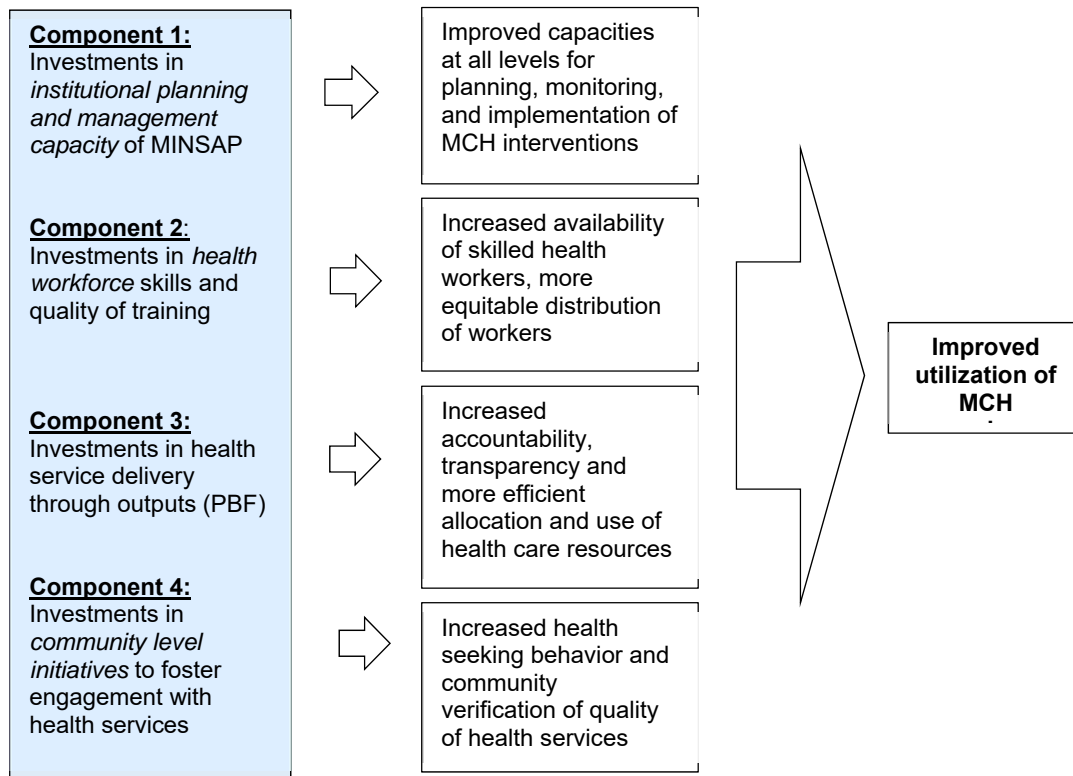 Component 1:
Investments in
institutional planning
and management
capacity of MINSAP
Improved capacities
at all levels for
planning, monitoring,
and implementation of
MCH interventions
Component 2:
Investments in health
workforce skills and
quality of training
Increased availability
of skilled health
workers, more
equitable distribution
of workers
Component 3:
Investments in health
service delivery
through outputs (PBF)
Increased
accountability,
transparency and
more efficient
allocation and use of
health care resources
Component 4:
Investments in
community level
initiatives to foster
engagement with
health services
Increased health
seeking behavior and
community
verification of quality
of health services
Improved
utilization of
MCH